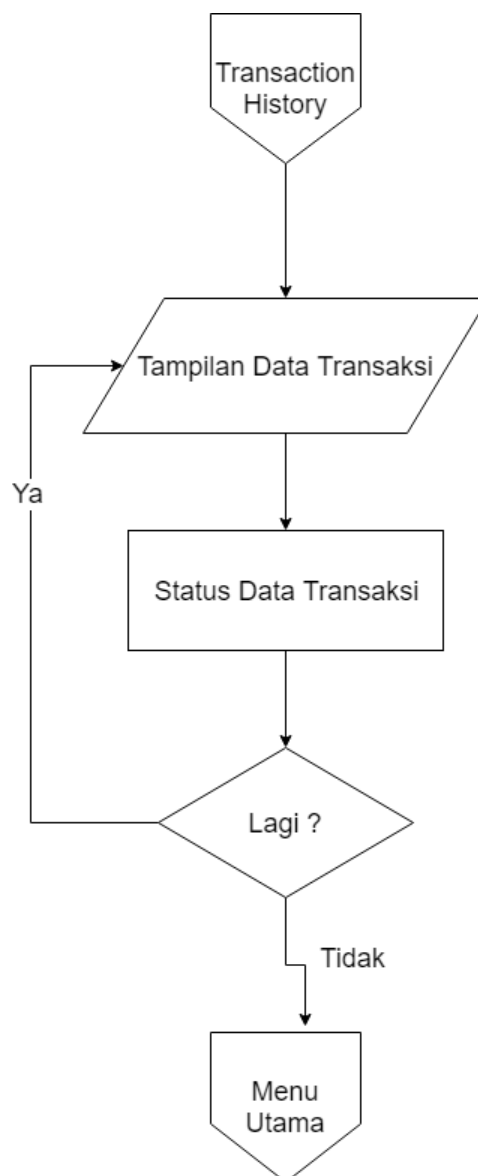 Transaction
History
Tampilan Data Transaksi
Ya
Status Data Transaksi
Lagi ?
Tidak
Menu
Utama